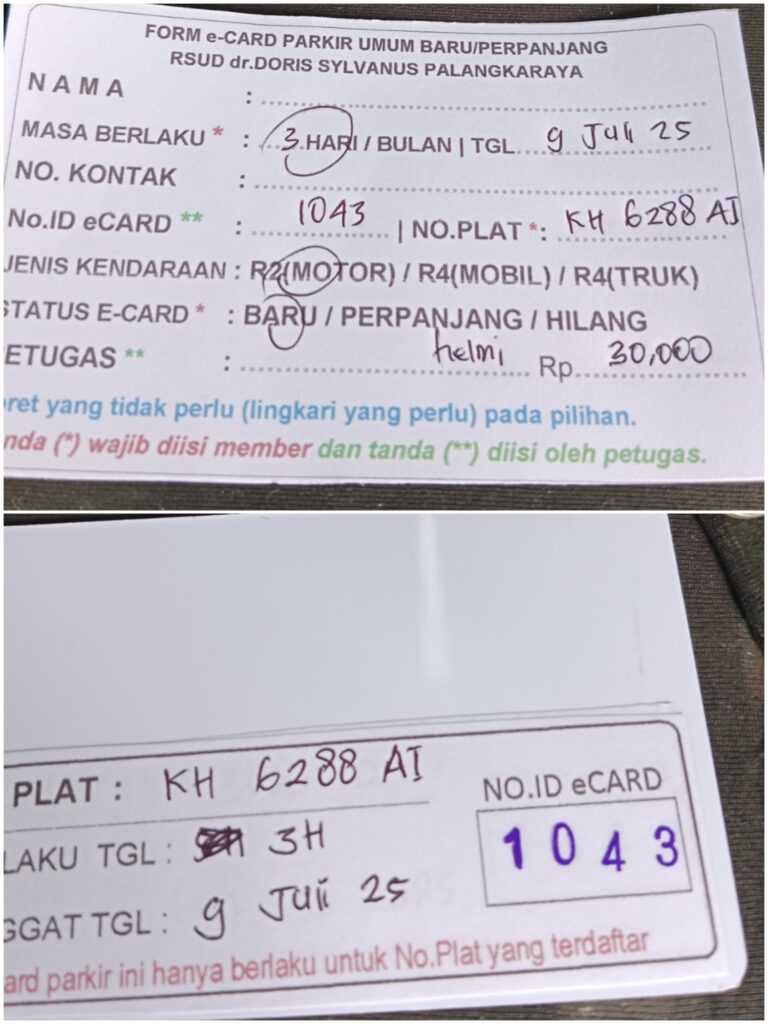 FORM e-CARD PARKIR UMUM BARU/PERPANJANG
RSUD dr.DORIS SYLVANUS PALANGKARAYA
N A M A :
MASA BERLAKU * : 3 HARI / BULAN | TGL 9 Juli 25
NO. KONTAK :
No.ID eCARD ** : 1043 | NO.PLAT *: KH 6288 AI
JENIS KENDARAAN : R2(MOTOR) / R4(MOBIL) / R4(TRUK)
STATUS E-CARD * : BARU / PERPANJANG / HILANG
PETUGAS ** : helmi Rp. 30,000
oret yang tidak perlu (lingkari yang perlu) pada pilihan.
nda (*) wajib diisi member dan tanda (**) diisi oleh petugas.
PLAT : KH 6288 AI
LAKU TGL : 3H
GGAT TGL : 9 Juli 25
NO.ID eCARD
1043
ard parkir ini hanya berlaku untuk No.Plat yang terdaftar